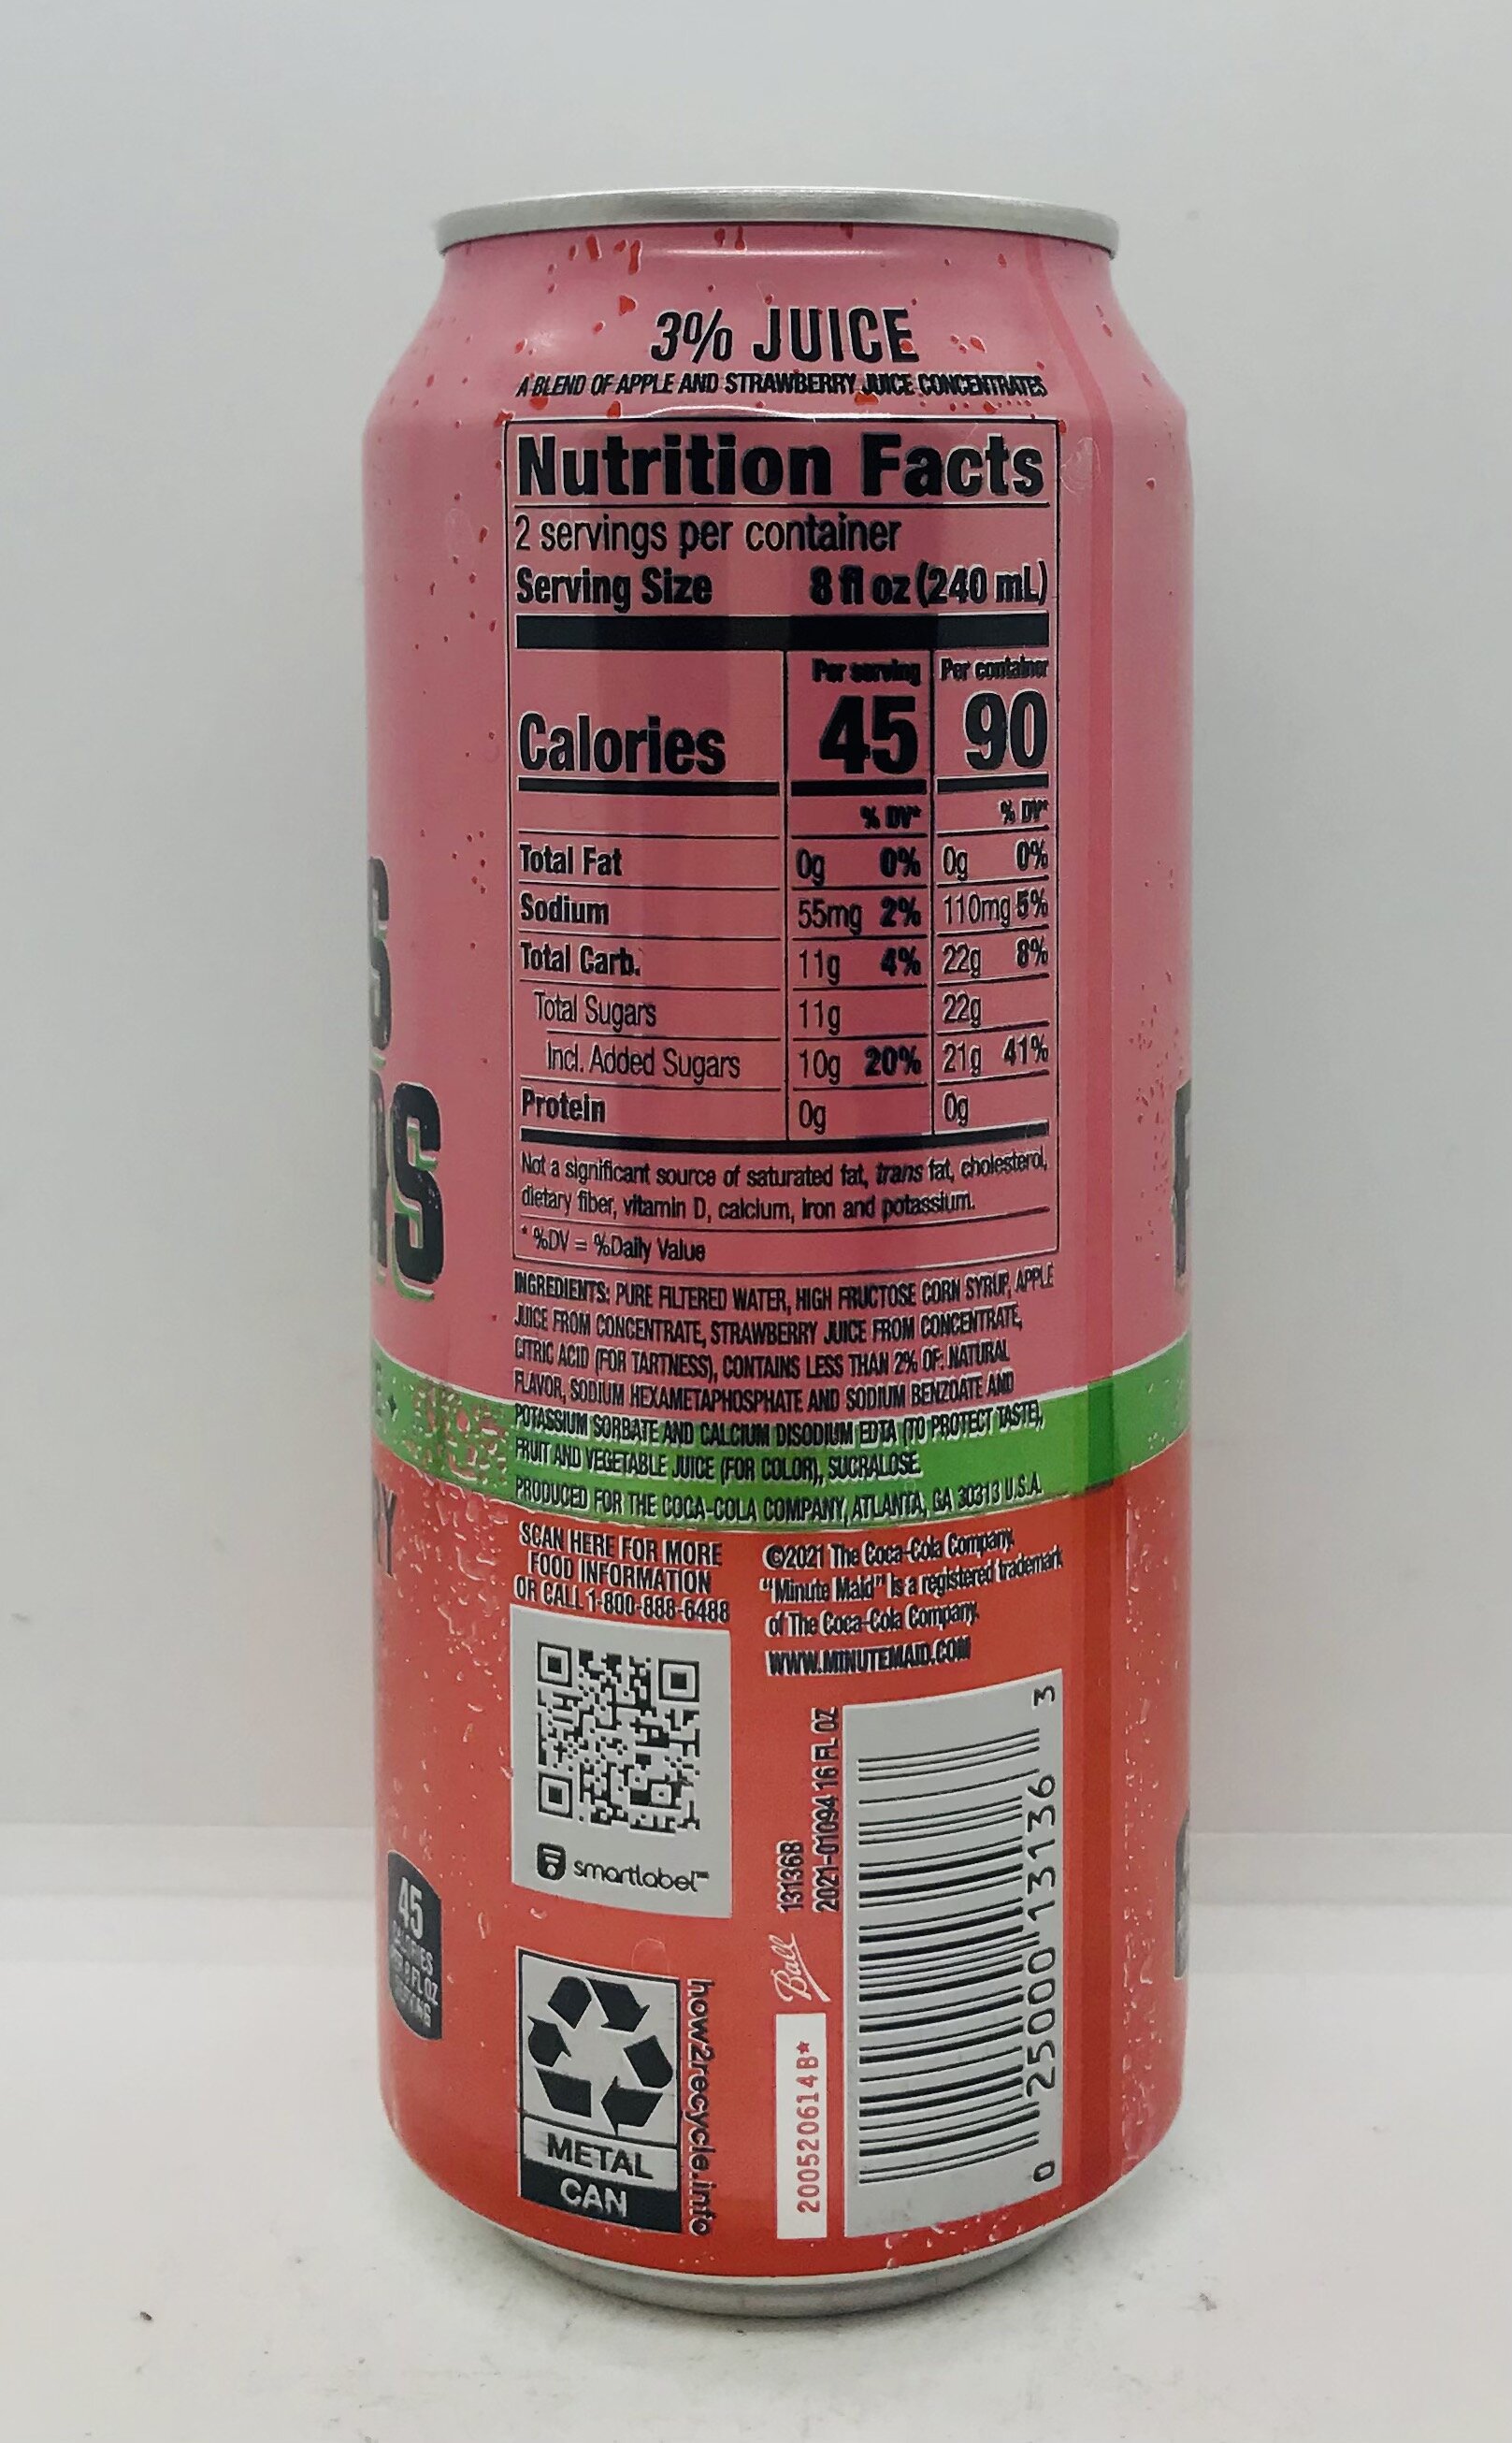 3% JUICE
A BLEND OF APPLE AND STRAWBERRY JUICE CONCENTRATES
Nutrition Facts
2 servings per container
Serving Size 8 fl oz (240 mL)
Per serving Per container
Calories 45 90
% DV* % DV*
Total Fat 0g 0% 0g 0%
Sodium 55mg 2% 110mg 5%
Total Carb. 11g 4% 22g 8%
Total Sugars 11g 22g
Incl. Added Sugars 10g 20% 21g 41%
Protein 0g 0g
Not a significant source of saturated fat, trans fat, cholesterol,
dietary fiber, vitamin D, calcium, iron and potassium.
* %DV = %Daily Value
INGREDIENTS: PURE FILTERED WATER, HIGH FRUCTOSE CORN SYRUP, APPLE
JUICE FROM CONCENTRATE, STRAWBERRY JUICE FROM CONCENTRATE,
CITRIC ACID (FOR TARTNESS), CONTAINS LESS THAN 2% OF: NATURAL
FLAVOR, SODIUM HEXAMETAPHOSPHATE AND SODIUM BENZOATE AND
POTASSIUM SORBATE AND CALCIUM DISODIUM EDTA (TO PROTECT TASTE),
FRUIT AND VEGETABLE JUICE (FOR COLOR), SUCRALOSE.
PRODUCED FOR THE COCA-COLA COMPANY, ATLANTA, GA 30313 U.S.A.
SCAN HERE FOR MORE
FOOD INFORMATION
OR CALL 1-800-888-6488
©2021 The Coca-Cola Company.
"Minute Maid" is a registered trademark
of The Coca-Cola Company.
WWW.MINUTEMAID.COM
smartlabel™
13136B
2021-01094 16 FL OZ
Ball
200520614B*
0 25000 13136 3
METAL
CAN
how2recycle.info
45
CALORIES
FL OZ